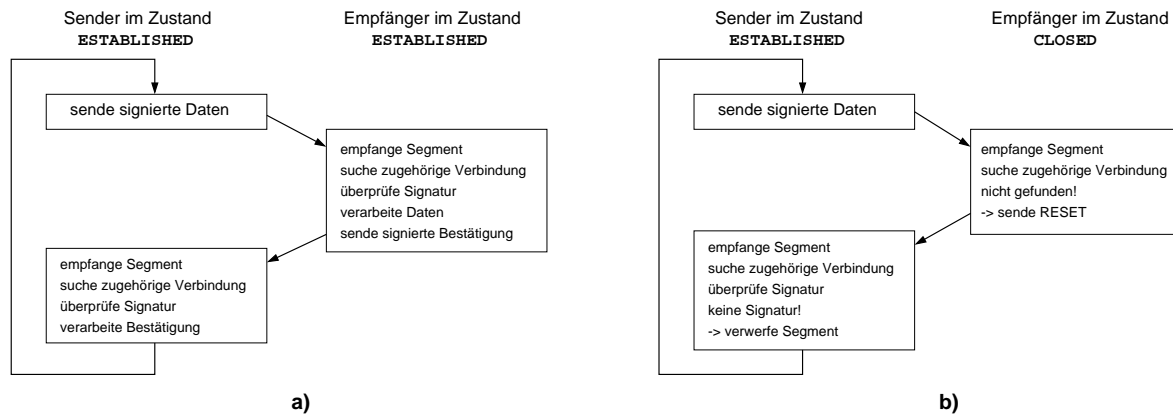 Sender im Zustand
ESTABLISHED
Empfänger im Zustand
ESTABLISHED
sende signierte Daten
empfange Segment
suche zugehörige Verbindung
überprüfe Signatur
verarbeite Daten
sende signierte Bestätigung
empfange Segment
suche zugehörige Verbindung
überprüfe Signatur
verarbeite Bestätigung
a)
Sender im Zustand
ESTABLISHED
Empfänger im Zustand
CLOSED
sende signierte Daten
empfange Segment
suche zugehörige Verbindung
nicht gefunden!
-> sende RESET
empfange Segment
suche zugehörige Verbindung
überprüfe Signatur
keine Signatur!
-> verwerfe Segment
b)